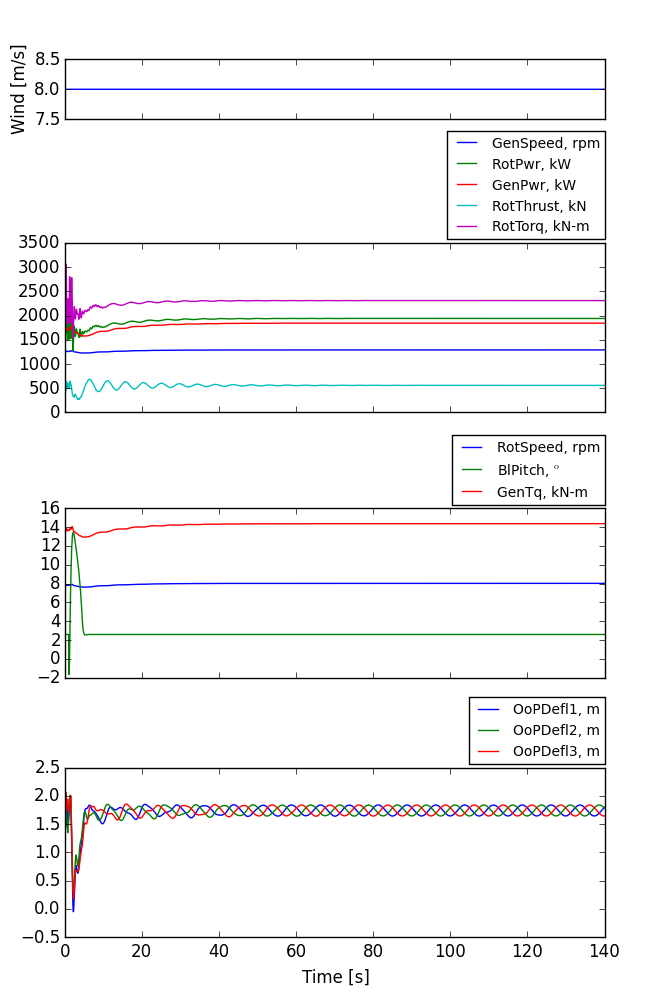 Wind [m/s]
8.5
8.0
7.5
GenSpeed, rpm
RotPwr, kW
GenPwr, kW
RotThrust, kN
RotTorq, kN-m
3500
3000
2500
2000
1500
1000
500
0
RotSpeed, rpm
BlPitch, °
GenTq, kN-m
16
14
12
10
8
6
4
2
0
−2
OoPDefl1, m
OoPDefl2, m
OoPDefl3, m
2.5
2.0
1.5
1.0
0.5
0.0
−0.5
0 20 40 60 80 100 120 140
Time [s]